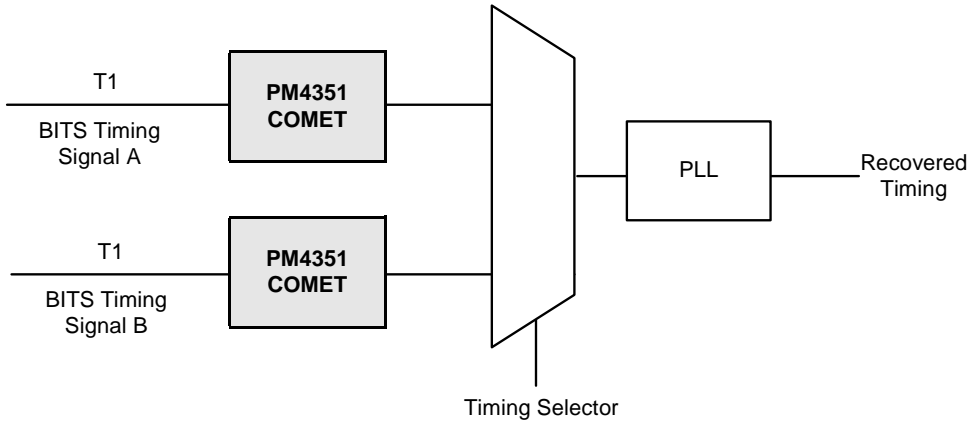 T1
BITS Timing
Signal A
PM4351
COMET
T1
BITS Timing
Signal B
PM4351
COMET
PLL
Recovered
Timing
Timing Selector